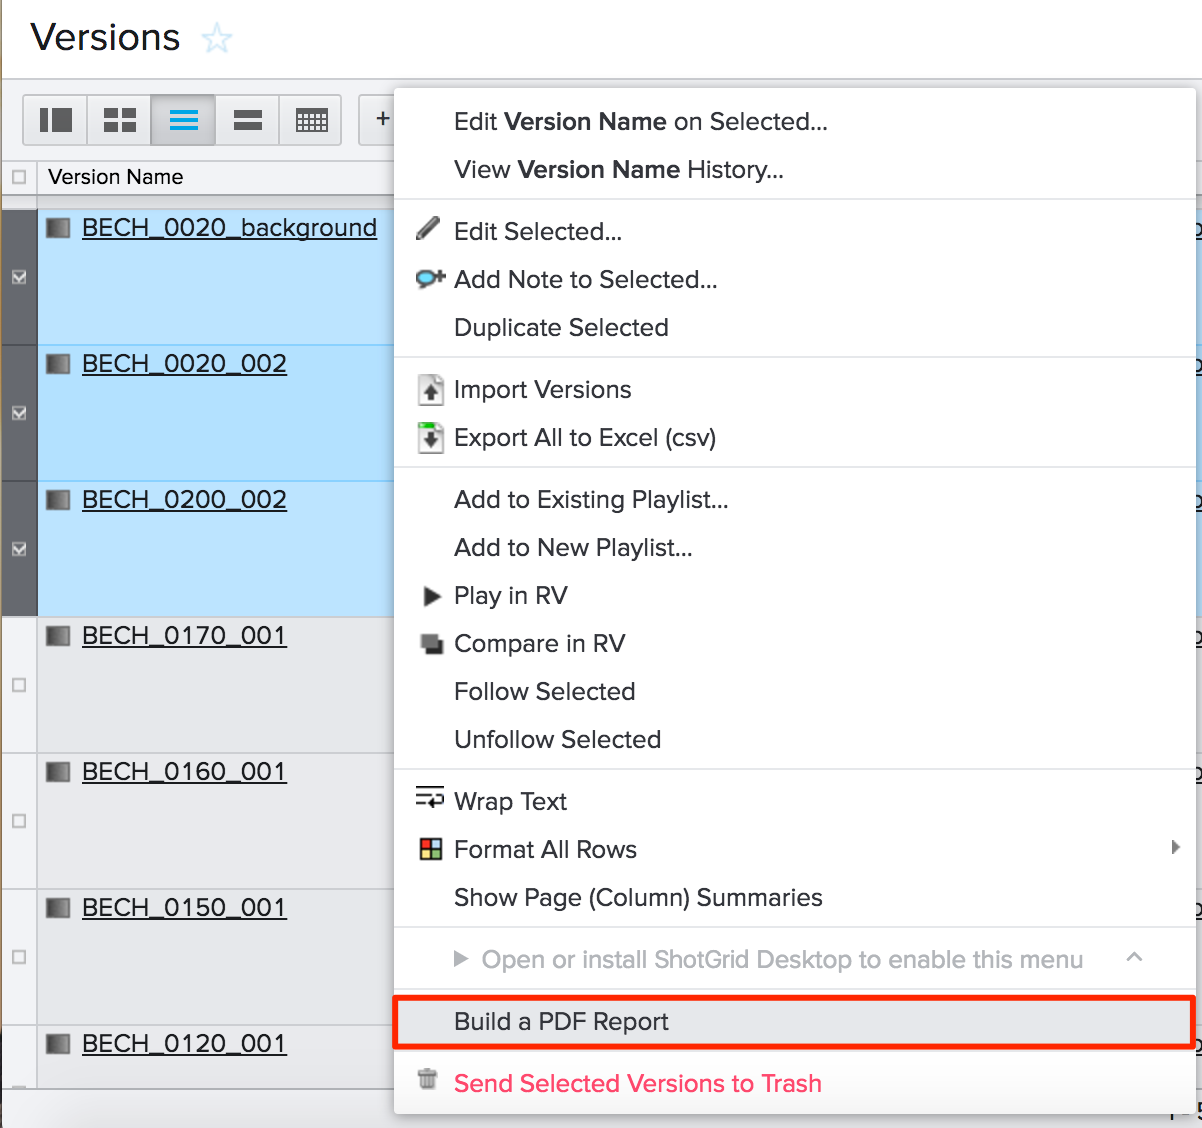 Versions
+
Edit Version Name on Selected...
View Version Name History...
Version Name
BECH_0020_background
Edit Selected...
Add Note to Selected...
Duplicate Selected
BECH_0020_002
Import Versions
Export All to Excel (csv)
BECH_0200_002
Add to Existing Playlist...
Add to New Playlist...
Play in RV
BECH_0170_001
Compare in RV
Follow Selected
Unfollow Selected
BECH_0160_001
Wrap Text
Format All Rows
Show Page (Column) Summaries
BECH_0150_001
Open or install ShotGrid Desktop to enable this menu
Build a PDF Report
BECH_0120_001
Send Selected Versions to Trash